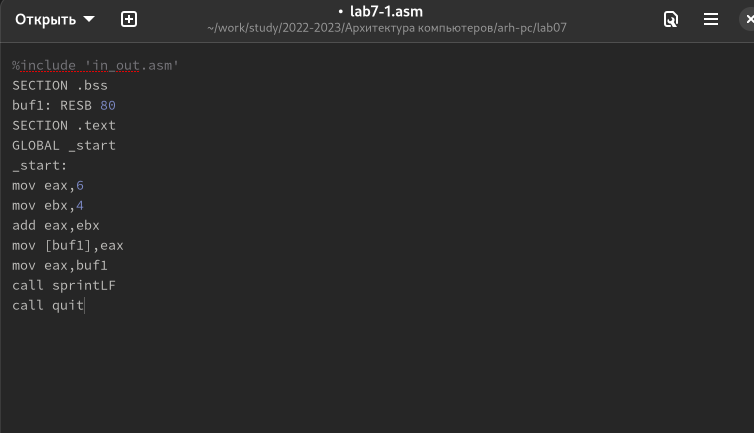 Открыть
• lab7-1.asm
~/work/study/2022-2023/Архитектура компьютеров/arh-pc/lab07
%include 'in_out.asm'
SECTION .bss
buf1: RESB 80
SECTION .text
GLOBAL _start
_start:
mov eax,6
mov ebx,4
add eax,ebx
mov [buf1],eax
mov eax,buf1
call sprintLF
call quit